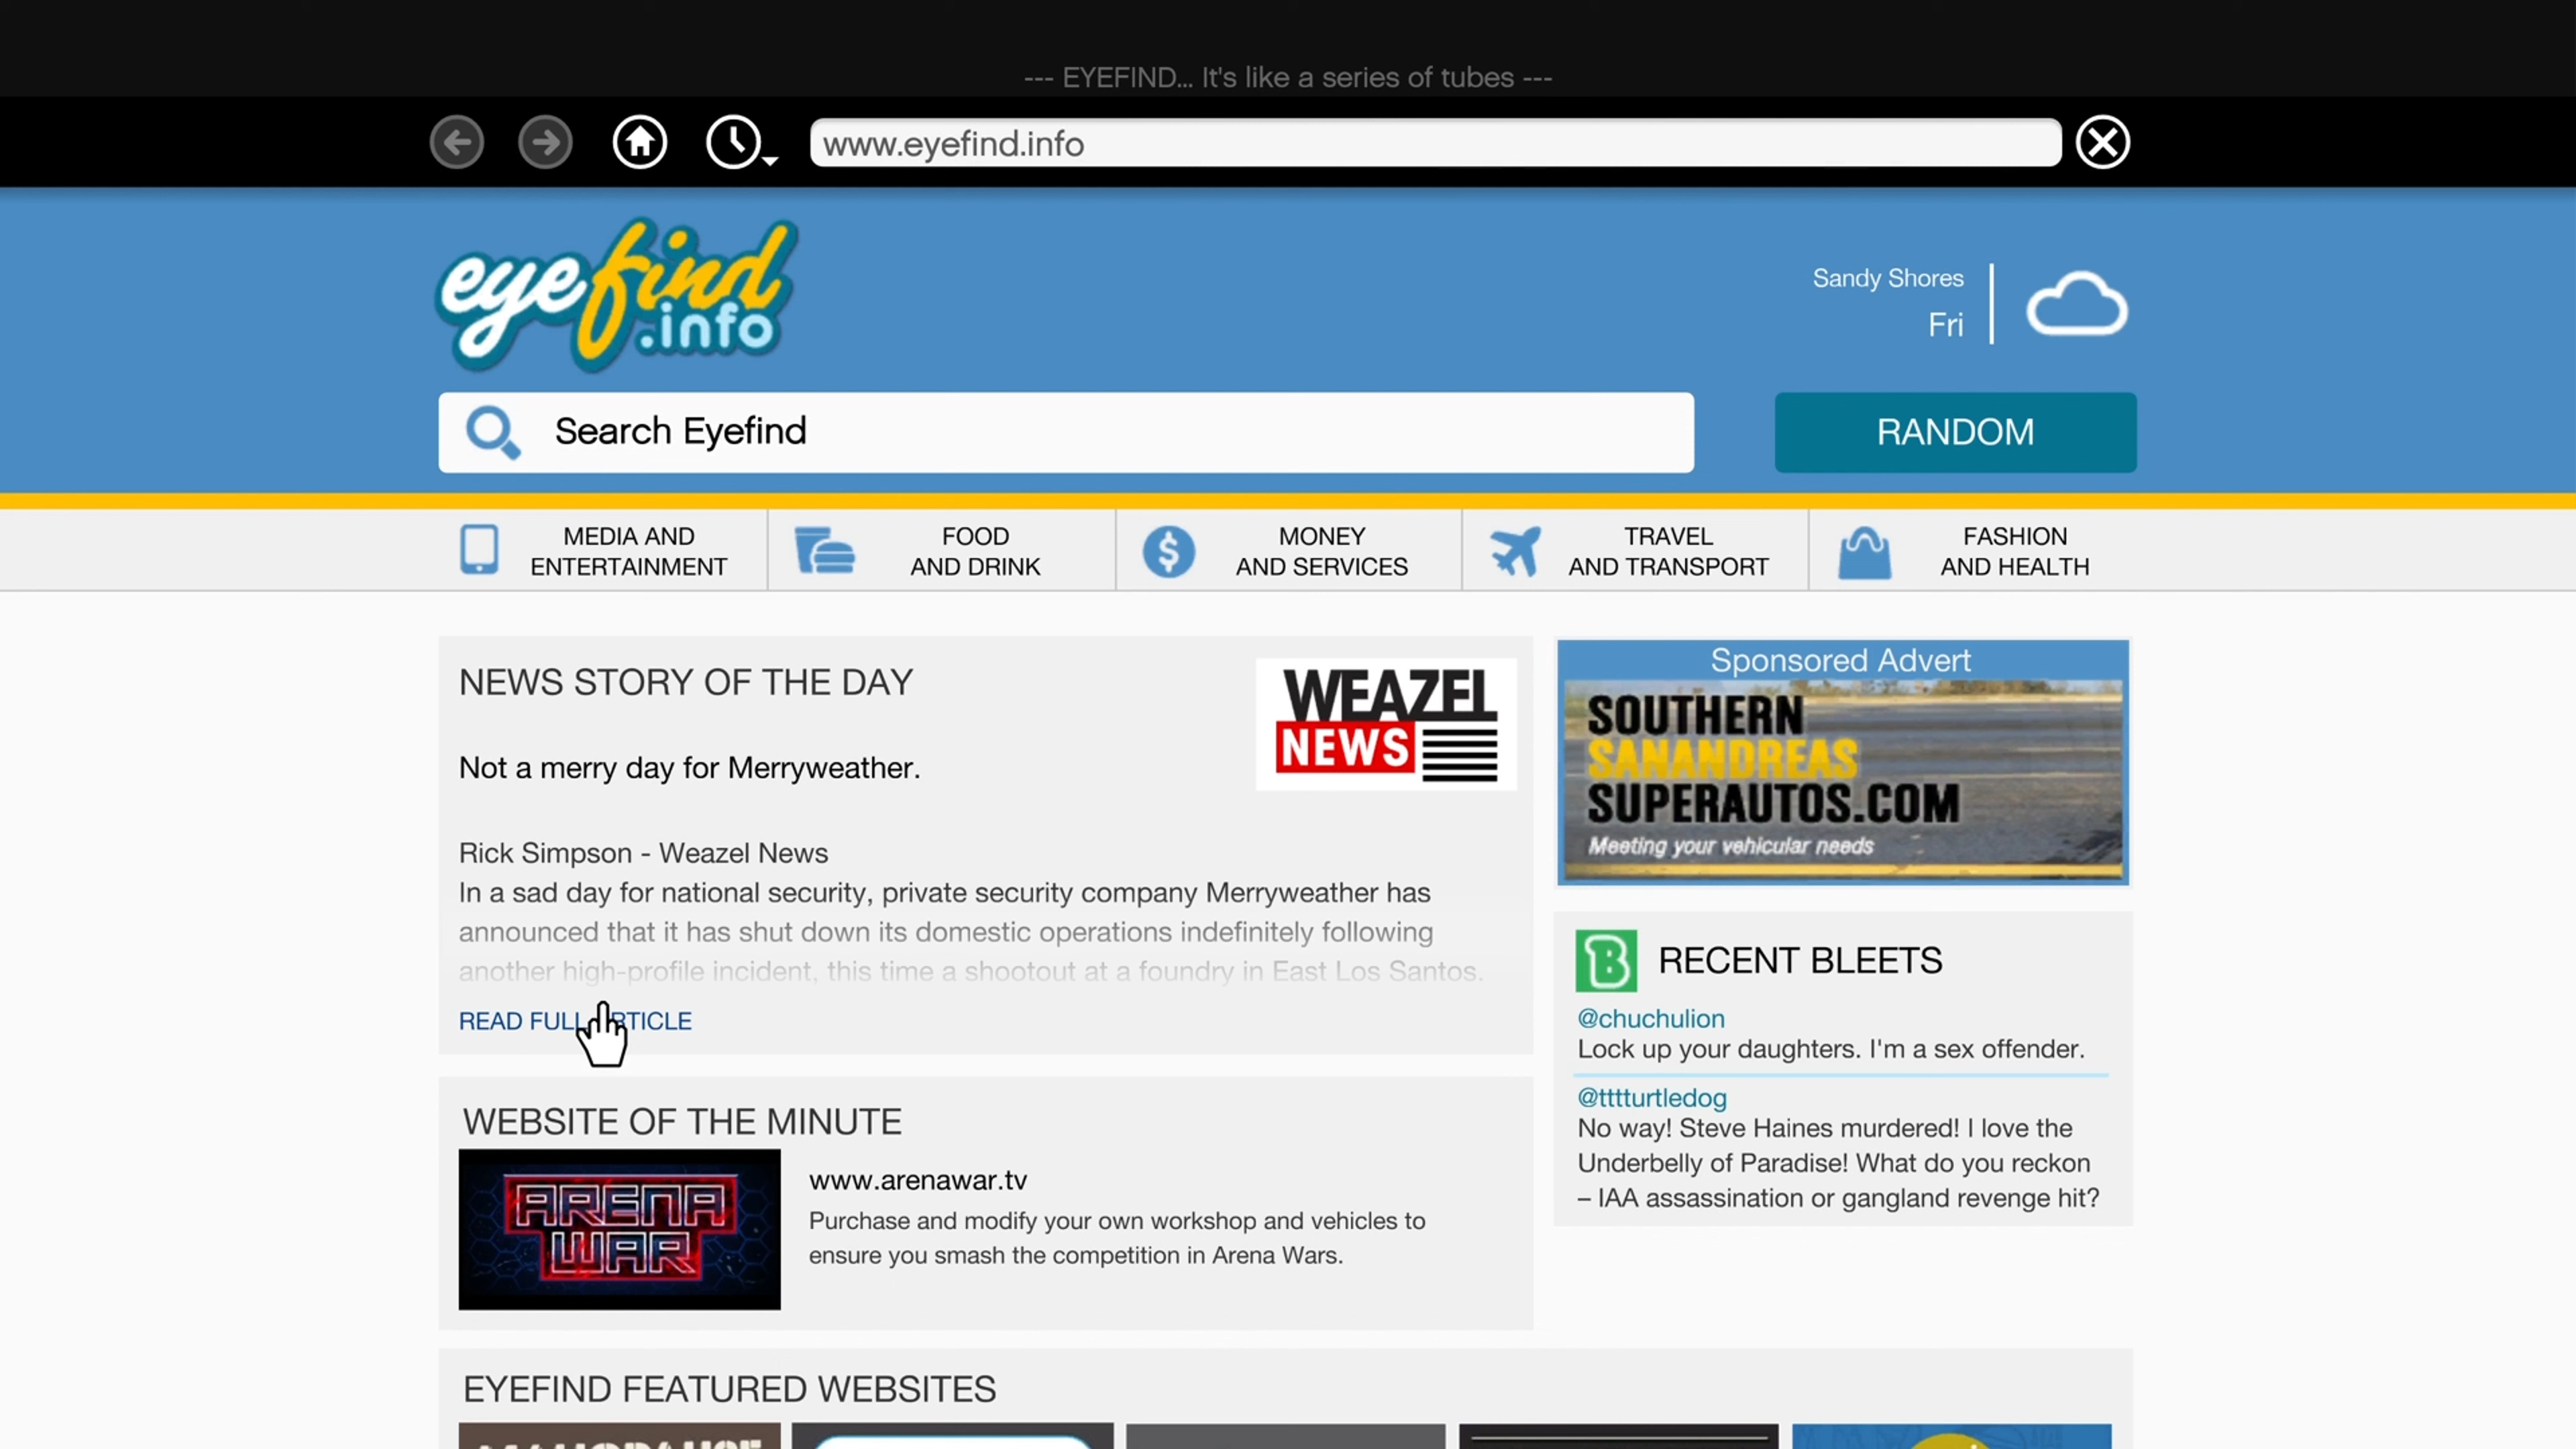 --- EYEFIND... It's like a series of tubes ---
www.eyefind.info
eyefind
.info
Sandy Shores
Fri
Search Eyefind
RANDOM
MEDIA AND
ENTERTAINMENT
FOOD
AND DRINK
MONEY
AND SERVICES
TRAVEL
AND TRANSPORT
FASHION
AND HEALTH
NEWS STORY OF THE DAY
WEAZEL
NEWS
Not a merry day for Merryweather.
Rick Simpson - Weazel News
In a sad day for national security, private security company Merryweather has
announced that it has shut down its domestic operations indefinitely following
another high-profile incident, this time a shootout at a foundry in East Los Santos.
READ FULL ARTICLE
WEBSITE OF THE MINUTE
ARENA
WAR
www.arenawar.tv
Purchase and modify your own workshop and vehicles to
ensure you smash the competition in Arena Wars.
Sponsored Advert
SOUTHERN
SANANDREAS
SUPERAUTOS.COM
Meeting your vehicular needs
B
RECENT BLEETS
@chuchulion
Lock up your daughters. I'm a sex offender.
@tttturtledog
No way! Steve Haines murdered! I love the
Underbelly of Paradise! What do you reckon
– IAA assassination or gangland revenge hit?
EYEFIND FEATURED WEBSITES